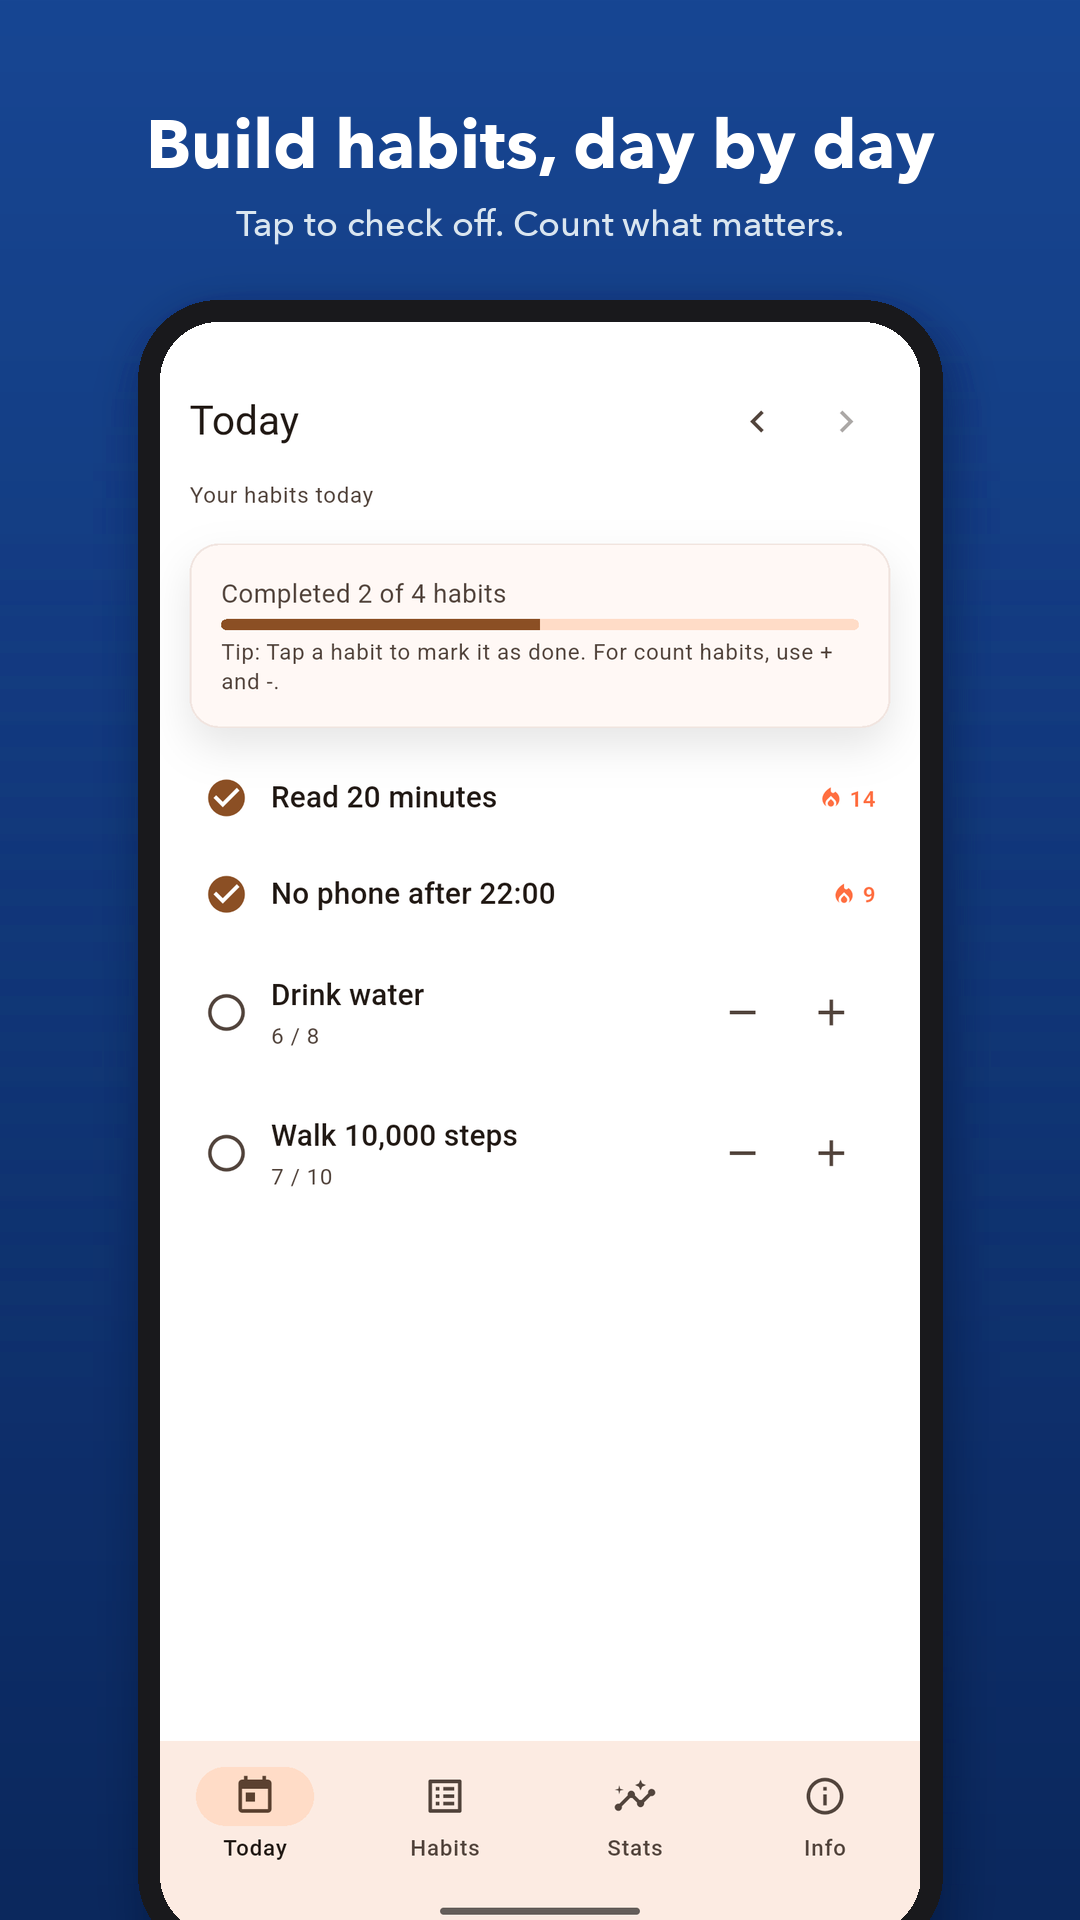 Build habits, day by day
Tap to check off. Count what matters.
Today
Your habits today
Completed 2 of 4 habits
Tip: Tap a habit to mark it as done. For count habits, use +
and -.
Read 20 minutes 14
No phone after 22:00 9
Drink water
6 / 8
Walk 10,000 steps
7 / 10
Today Habits Stats Info